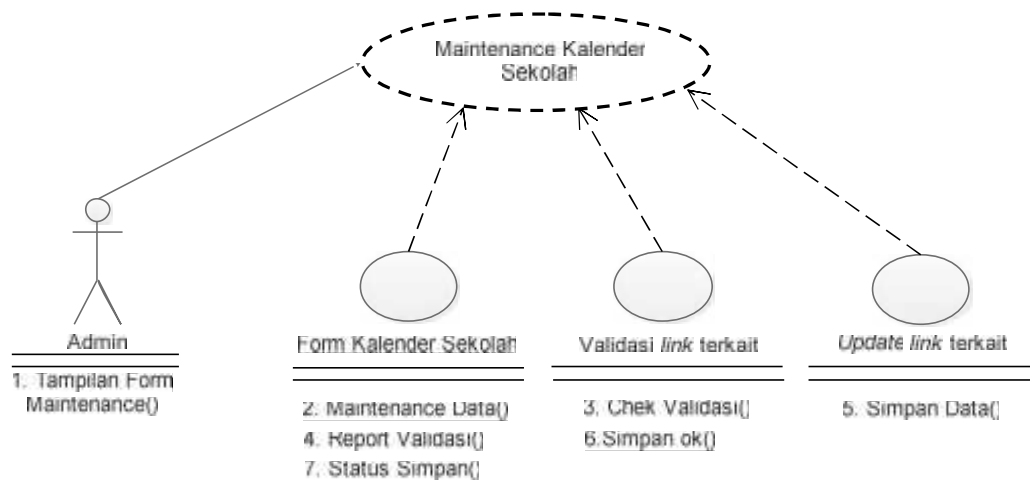 Maintenance Kalender
Sekolah
Admin
1. Tampilan Form
Maintenance()
Form Kalender Sekolah
2. Maintenance Data()
4. Report Validasi()
7. Status Simpan()
Validasi link terkait
3. Chek Validasi()
6.Simpan ok()
Update link terkait
5. Simpan Data()